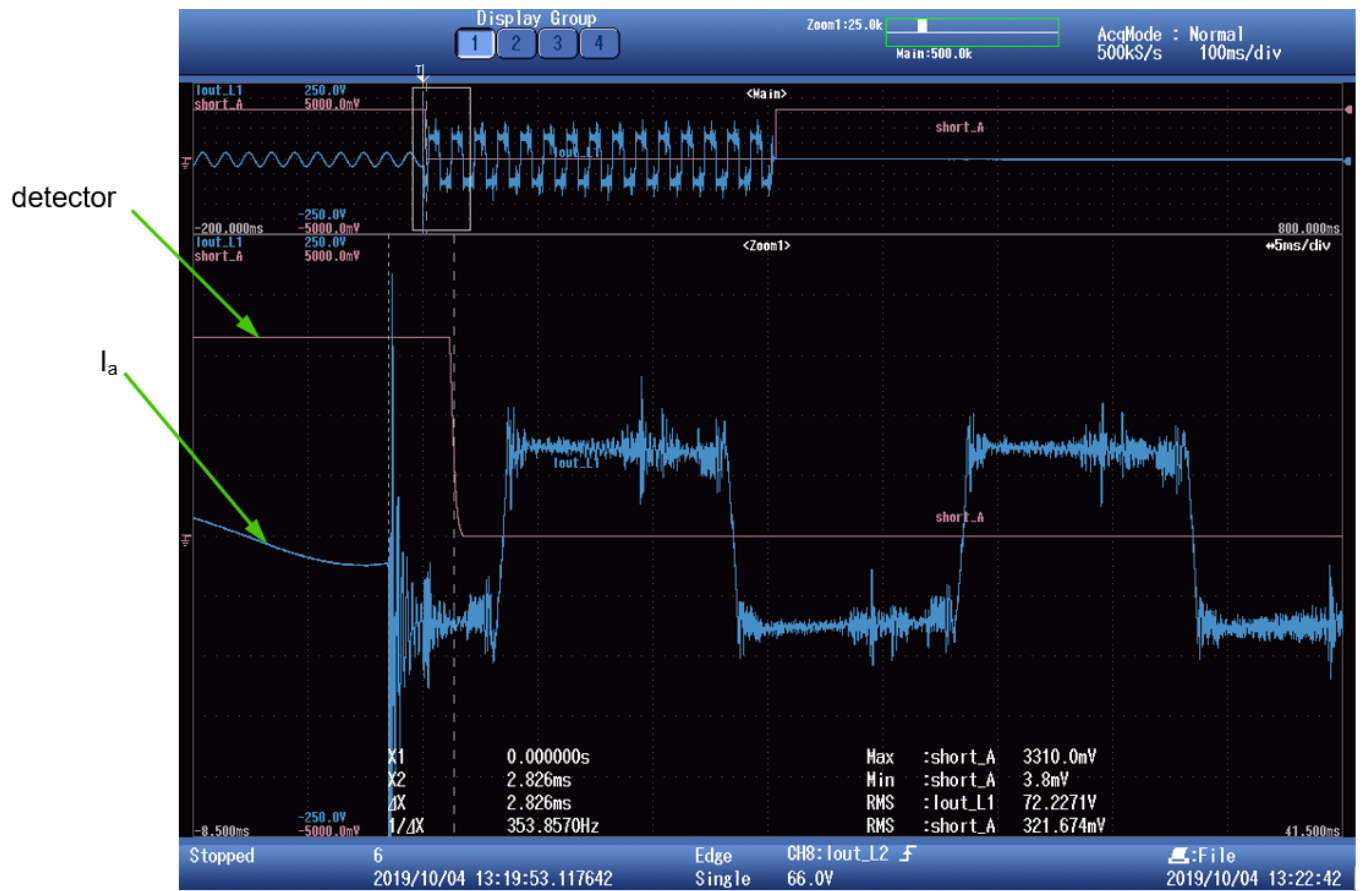 Display Group
1 2 3 4
Zoom1:25.0k
Main:500.0k
AcqMode : Normal
500kS/s 100ms/div
T
Iout_L1 250.0V
short_A 5000.0mV
<Main>
short_A
Iout_L1
-250.0V
-200.000ms -5000.0mV
800.000ms
Iout_L1 250.0V
short_A 5000.0mV
<Zoom1>
5ms/div
detector
Ia
Iout_L1
short_A
X1 0.000000s
X2 2.826ms
ΔX 2.826ms
1/ΔX 353.8570Hz
Max :short_A 3310.0mV
Min :short_A 3.8mV
RMS :Iout_L1 72.2271V
RMS :short_A 321.674mV
-250.0V
-8.500ms -5000.0mV
41.500ms
Stopped 6
2019/10/04 13:19:53.117642
Edge CH8:Iout_L2
Single 66.0V
:File
2019/10/04 13:22:42